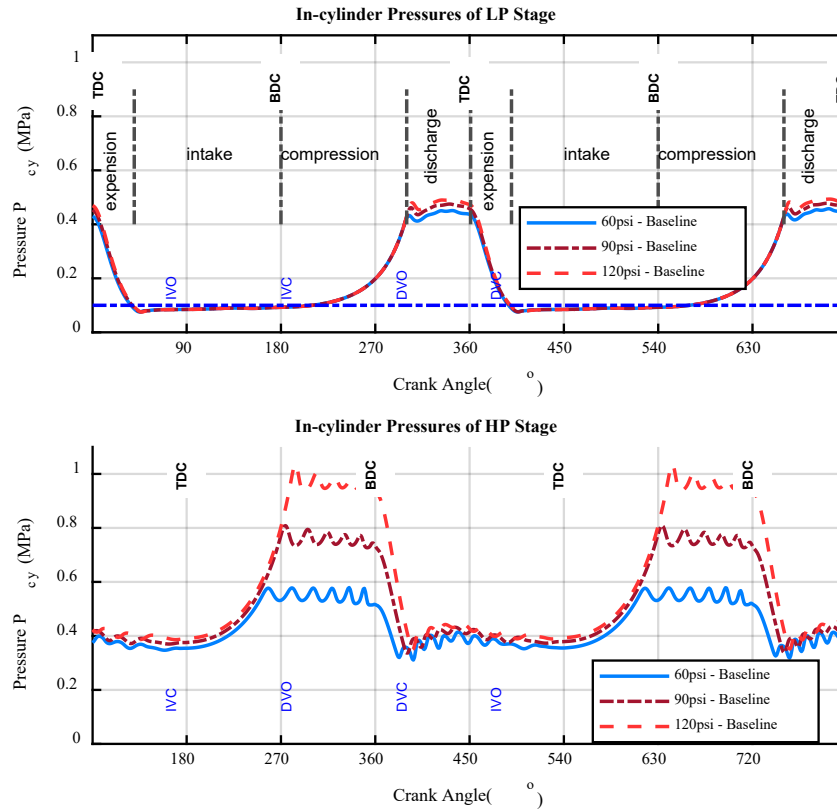 In-cylinder Pressures of LP Stage
Pressure P cy (MPa)
1
0.8
0.6
0.4
0.2
0
TDC
BDC
TDC
BDC
expension
intake
compression
discharge
expension
intake
compression
discharge
60psi - Baseline
90psi - Baseline
120psi - Baseline
IVO
IVC
DVO
DVC
90
180
270
360
450
540
630
Crank Angle( o)
In-cylinder Pressures of HP Stage
Pressure P cy (MPa)
1
0.8
0.6
0.4
0.2
0
TDC
BDC
TDC
BDC
IVC
DVO
DVC
IVO
60psi - Baseline
90psi - Baseline
120psi - Baseline
180
270
360
450
540
630
720
Crank Angle( o)